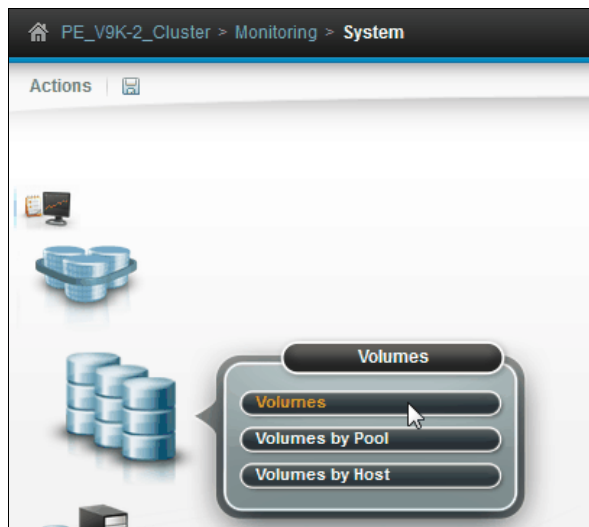 PE_V9K-2_Cluster > Monitoring > System
Actions
Volumes
Volumes
Volumes by Pool
Volumes by Host